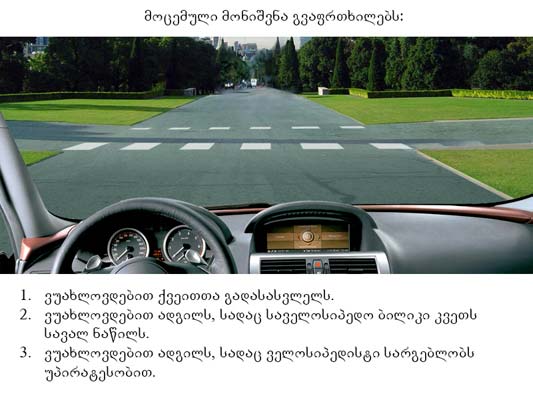 მოცემული მონიშვნა გვაფრთხილებს:
1. ვუახლოვდებით ქვეითთა გადასასვლელს.
2. ვუახლოვდებით ადგილს, სადაც საველოსიპედო ბილიკი კვეთს
სავალ ნაწილს.
3. ვუახლოვდებით ადგილს, სადაც ველოსიპედისტი სარგებლობს
უპირატესობით.